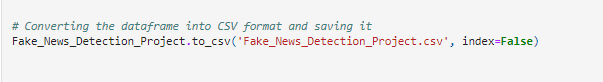 # Converting the dataframe into CSV format and saving it
Fake_News_Detection_Project.to_csv('Fake_News_Detection_Project.csv', index=False)